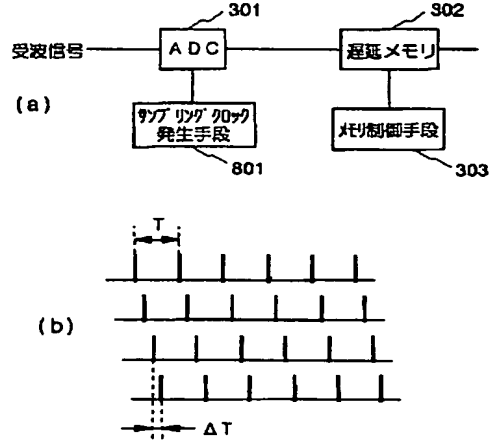 301
302
受波信号
ADC
遅延メモリ
(a)
サンプリングクロック
発生手段
メモリ制御手段
801
303
T
(b)
ΔT